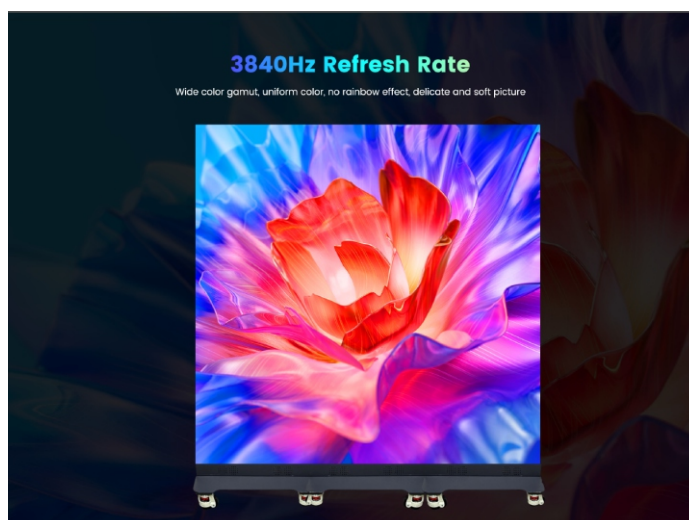 3840Hz Refresh Rate
Wide color gamut, uniform color, no rainbow effect, delicate and soft picture